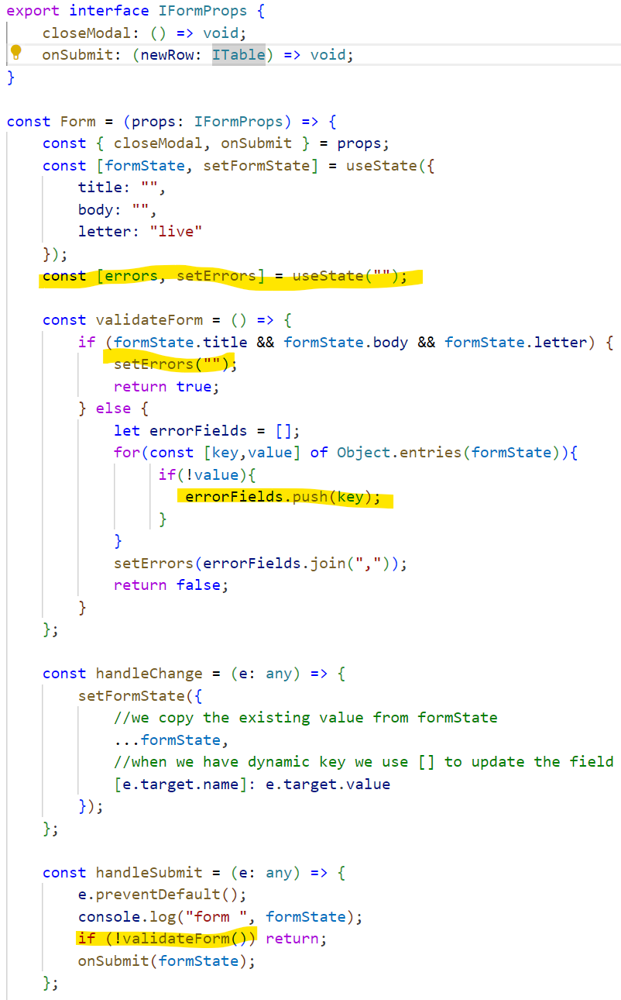 export interface IFormProps {
    closeModal: () => void;
    onSubmit: (newRow: ITable) => void;
}

const Form = (props: IFormProps) => {
    const { closeModal, onSubmit } = props;
    const [formState, setFormState] = useState({
        title: "",
        body: "",
        letter: "live"
    });
    const [errors, setErrors] = useState("");

    const validateForm = () => {
        if (formState.title && formState.body && formState.letter) {
            setErrors("");
            return true;
        } else {
            let errorFields = [];
            for(const [key,value] of Object.entries(formState)){
                if(!value){
                   errorFields.push(key);
                }
            }
            setErrors(errorFields.join(","));
            return false;
        }
    };

    const handleChange = (e: any) => {
        setFormState({
            //we copy the existing value from formState
            ...formState,
            //when we have dynamic key we use [] to update the field
            [e.target.name]: e.target.value
        });
    };

    const handleSubmit = (e: any) => {
        e.preventDefault();
        console.log("form ", formState);
        if (!validateForm()) return;
        onSubmit(formState);
    };